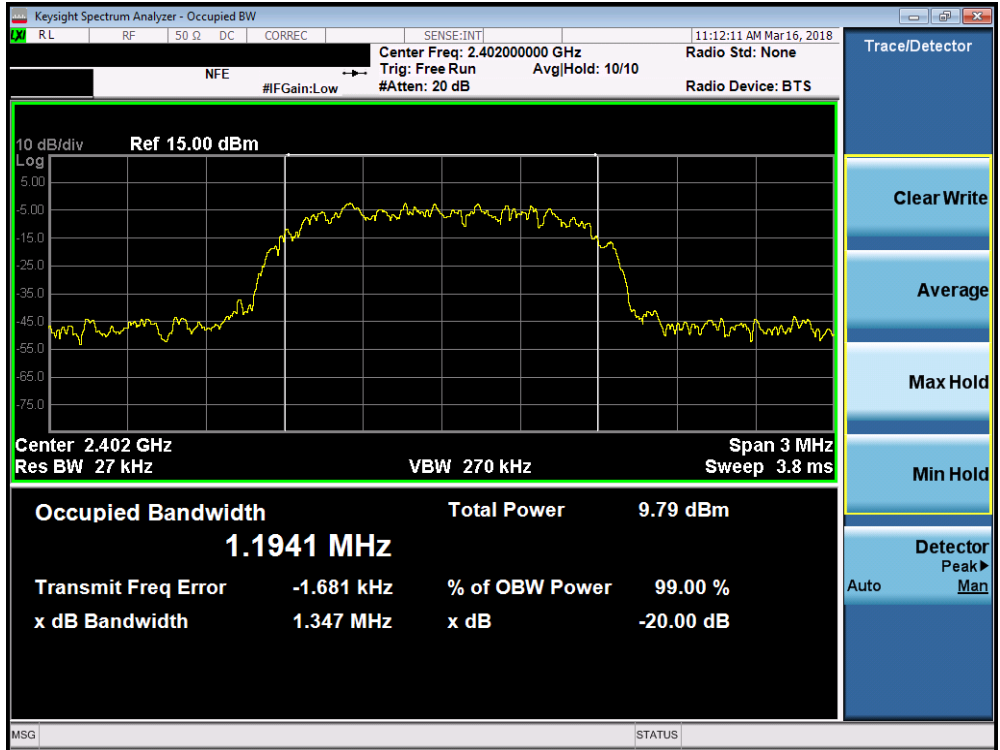 Keysight Spectrum Analyzer - Occupied BW
LXI RL RF 50 Ω DC CORREC SENSE:INT 11:12:11 AM Mar 16, 2018
Center Freq: 2.402000000 GHz Radio Std: None
NFE Trig: Free Run Avg|Hold: 10/10
#IFGain:Low #Atten: 20 dB Radio Device: BTS
10 dB/div Ref 15.00 dBm
Log
5.00
-5.00
-15.0
-25.0
-35.0
-45.0
-55.0
-65.0
-75.0
Center 2.402 GHz Span 3 MHz
Res BW 27 kHz VBW 270 kHz Sweep 3.8 ms
Occupied Bandwidth Total Power 9.79 dBm
1.1941 MHz
Transmit Freq Error -1.681 kHz % of OBW Power 99.00 %
x dB Bandwidth 1.347 MHz x dB -20.00 dB
MSG STATUS
Trace/Detector
Clear Write
Average
Max Hold
Min Hold
Detector
Peak▶
Auto Man